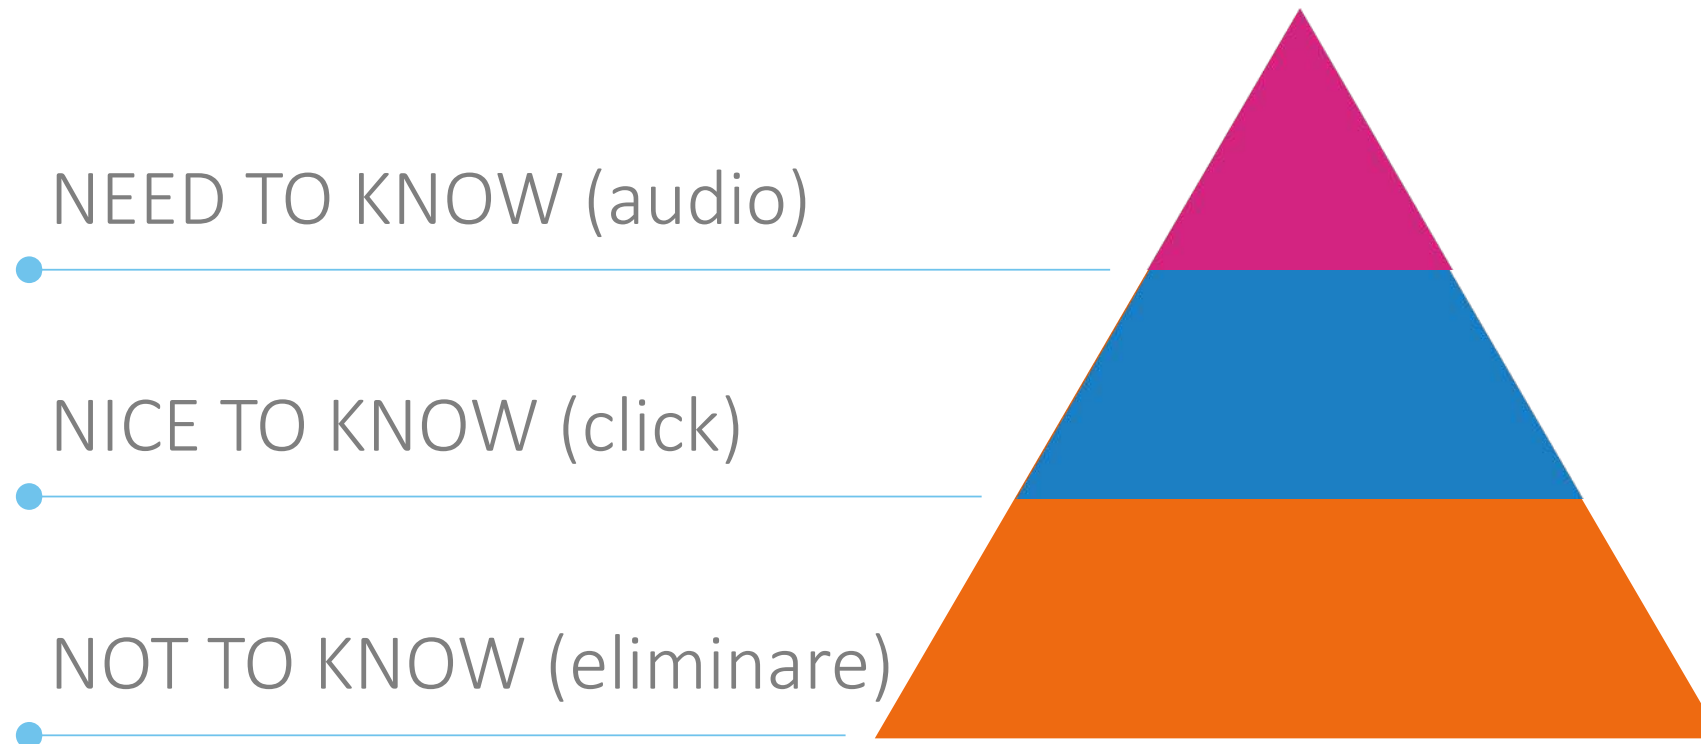 NEED TO KNOW (audio)
NICE TO KNOW (click)
NOT TO KNOW (eliminare)